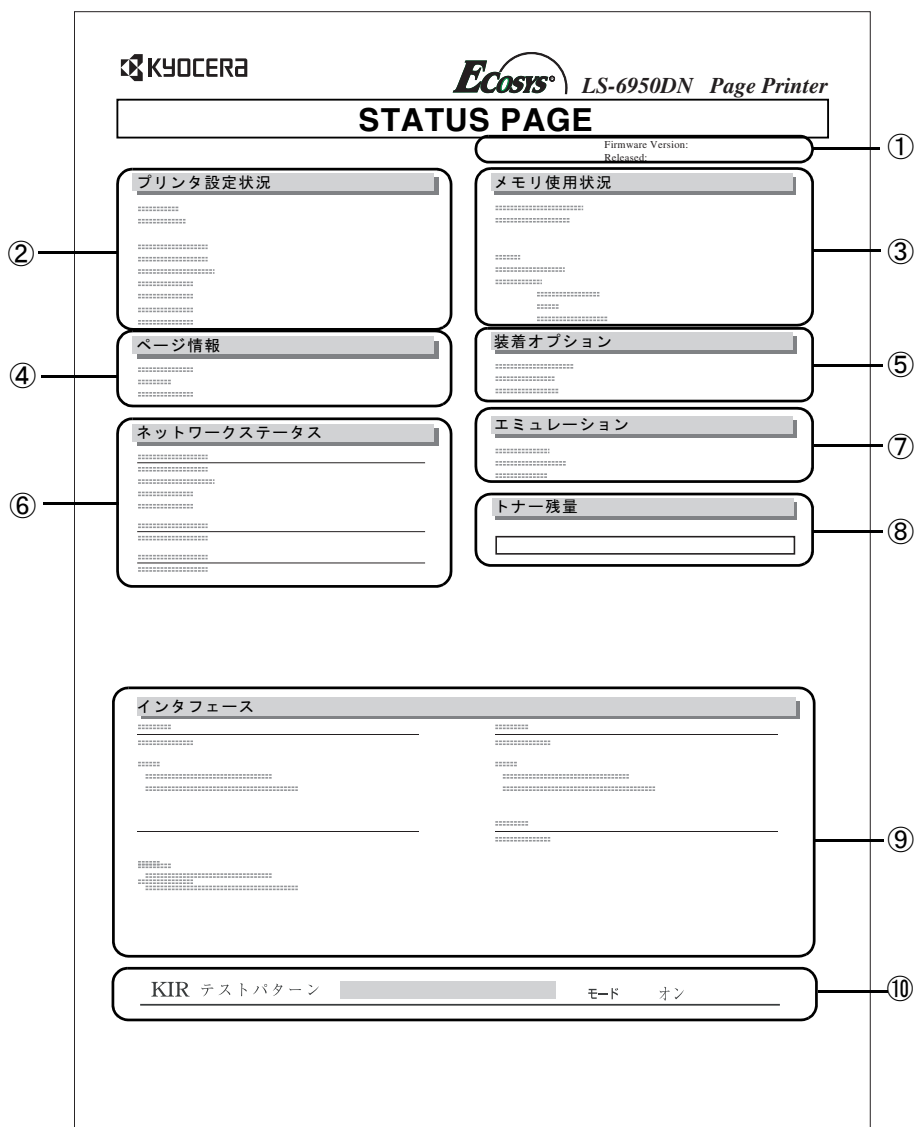 KYOCERA
Ecosys LS-6950DN Page Printer
STATUS PAGE
Firmware Version:
Released:
①
プリンタ設定状況
②
メモリ使用状況
③
ページ情報
④
装着オプション
⑤
ネットワークステータス
⑥
エミュレーション
⑦
トナー残量
⑧
インタフェース
⑨
KIR テストパターン モード オン
⑩